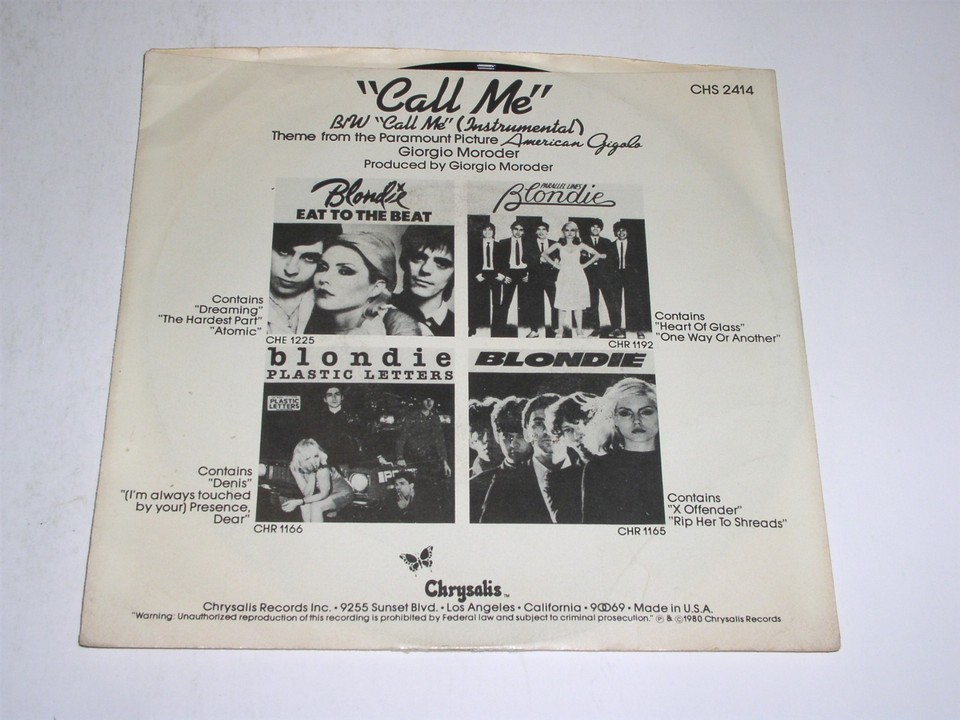 "Call Me"
CHS 2414
B/W "Call Me" (Instrumental)
Theme from the Paramount Picture American Gigolo
Giorgio Moroder
Produced by Giorgio Moroder
Blondie
EAT TO THE BEAT
PARALLEL LINES
Blondie
Contains
"Dreaming"
"The Hardest Part"
"Atomic"
CHE 1225
Contains
"Heart Of Glass"
"One Way Or Another"
CHR 1192
blondie
PLASTIC LETTERS
PLASTIC
LETTERS
BLONDIE
Contains
"Denis"
"(I'm always touched
by your) Presence,
Dear"
CHR 1166
Contains
"X Offender"
"Rip Her To Shreads"
CHR 1165
Chrysalis™
Chrysalis Records Inc. • 9255 Sunset Blvd. • Los Angeles • California • 90069 • Made in U.S.A.
"Warning: Unauthorized reproduction of this recording is prohibited by Federal law and subject to criminal prosecution." ℗ & ©1980 Chrysalis Records